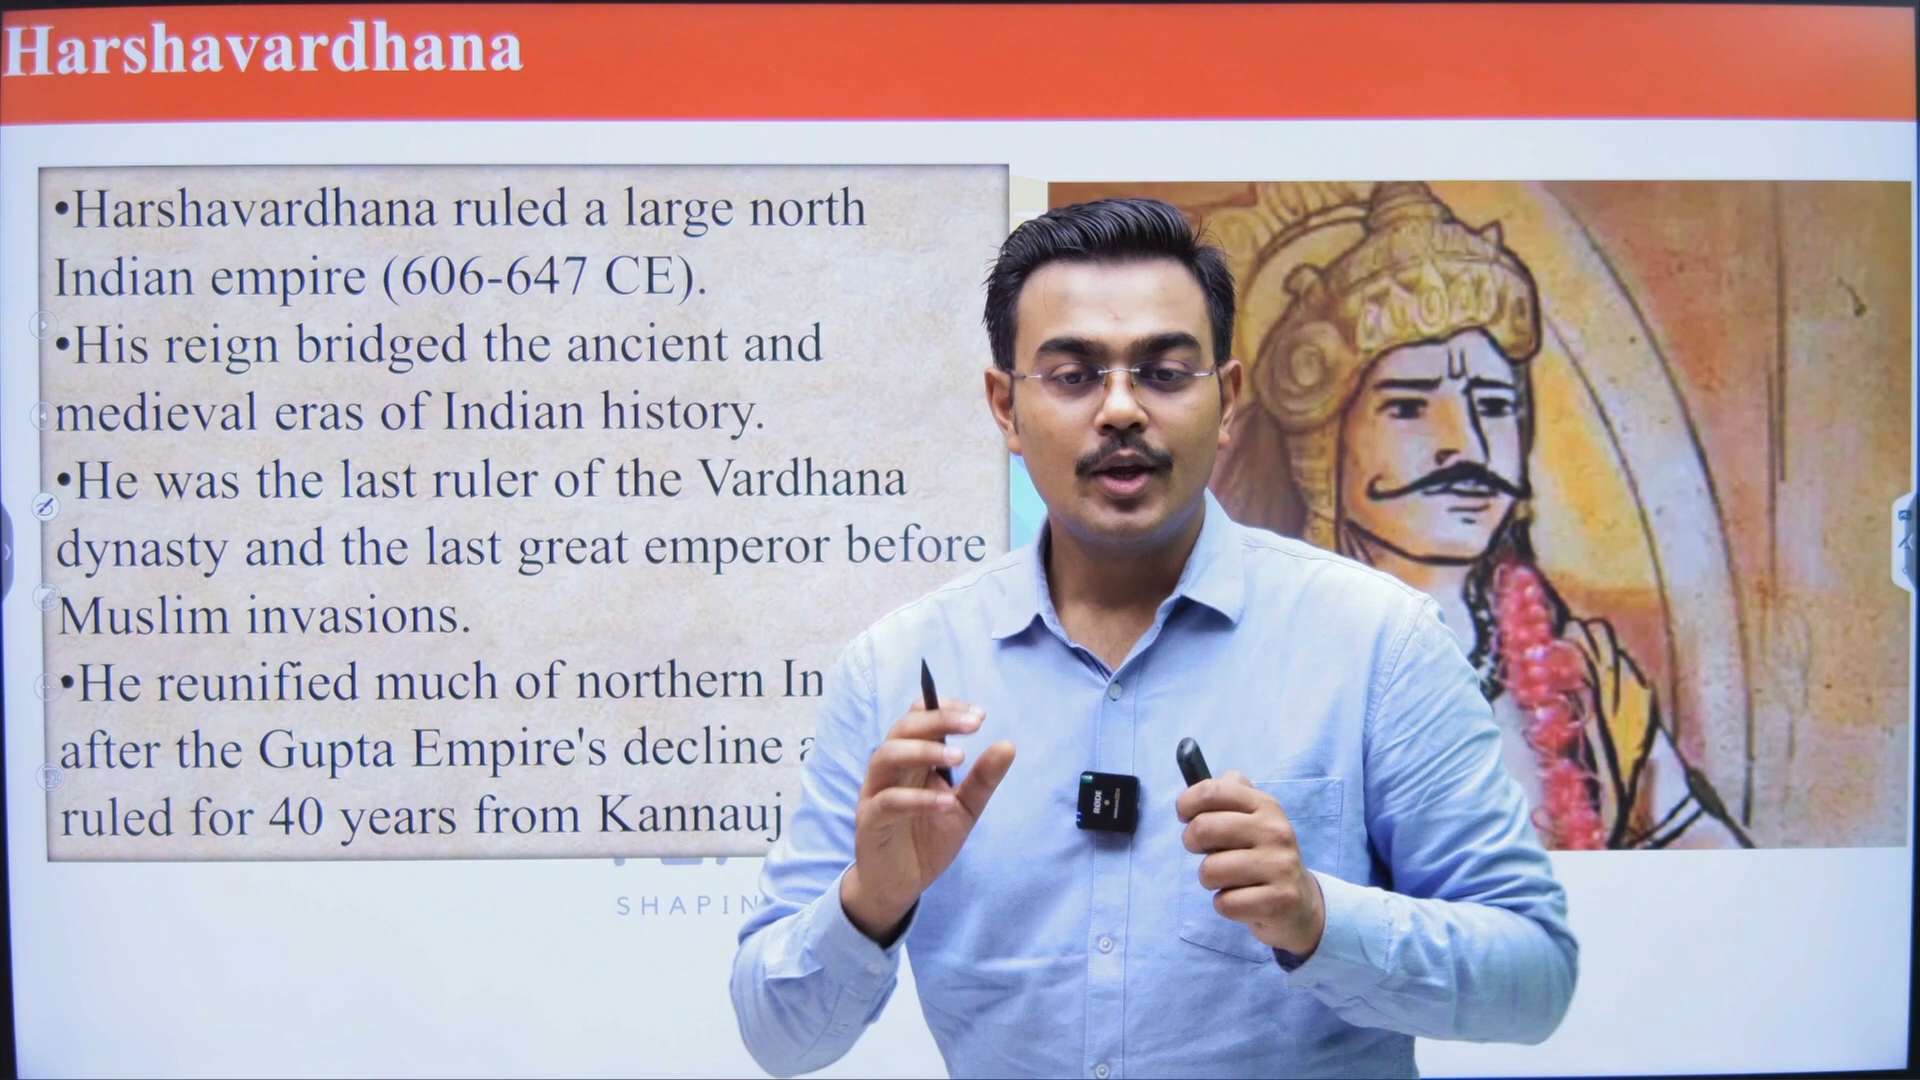 Harshavardhana
•Harshavardhana ruled a large north
Indian empire (606-647 CE).
•His reign bridged the ancient and
medieval eras of Indian history.
•He was the last ruler of the Vardhana
dynasty and the last great emperor before
Muslim invasions.
•He reunified much of northern In
after the Gupta Empire's decline a
ruled for 40 years from Kannauj
SHAPIN
RØDE